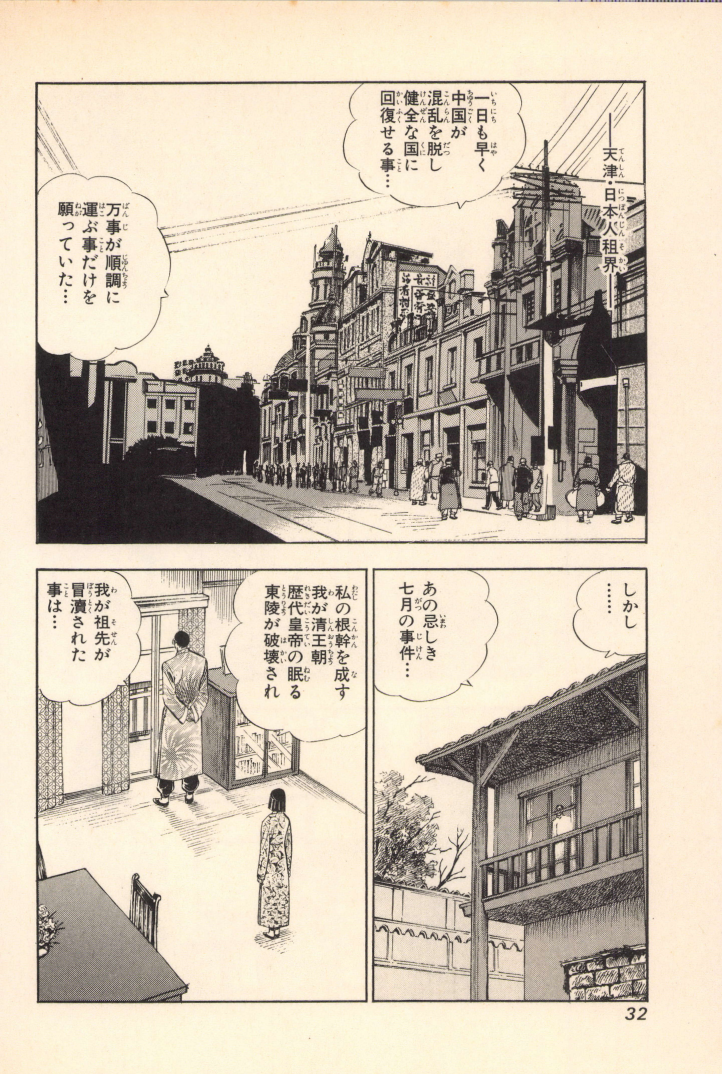 ──天津・日本人租界──
一日も早く
中国が
混乱を脱し
健全な国に
回復せる事…
万事が順調に
運ぶ事だけを
願っていた…
しかし
……
あの忌しき
七月の事件…
私の根幹を成す
我が清王朝
歴代皇帝の眠る
東陵が破壊され
我が祖先が
冒瀆された
事は…
32